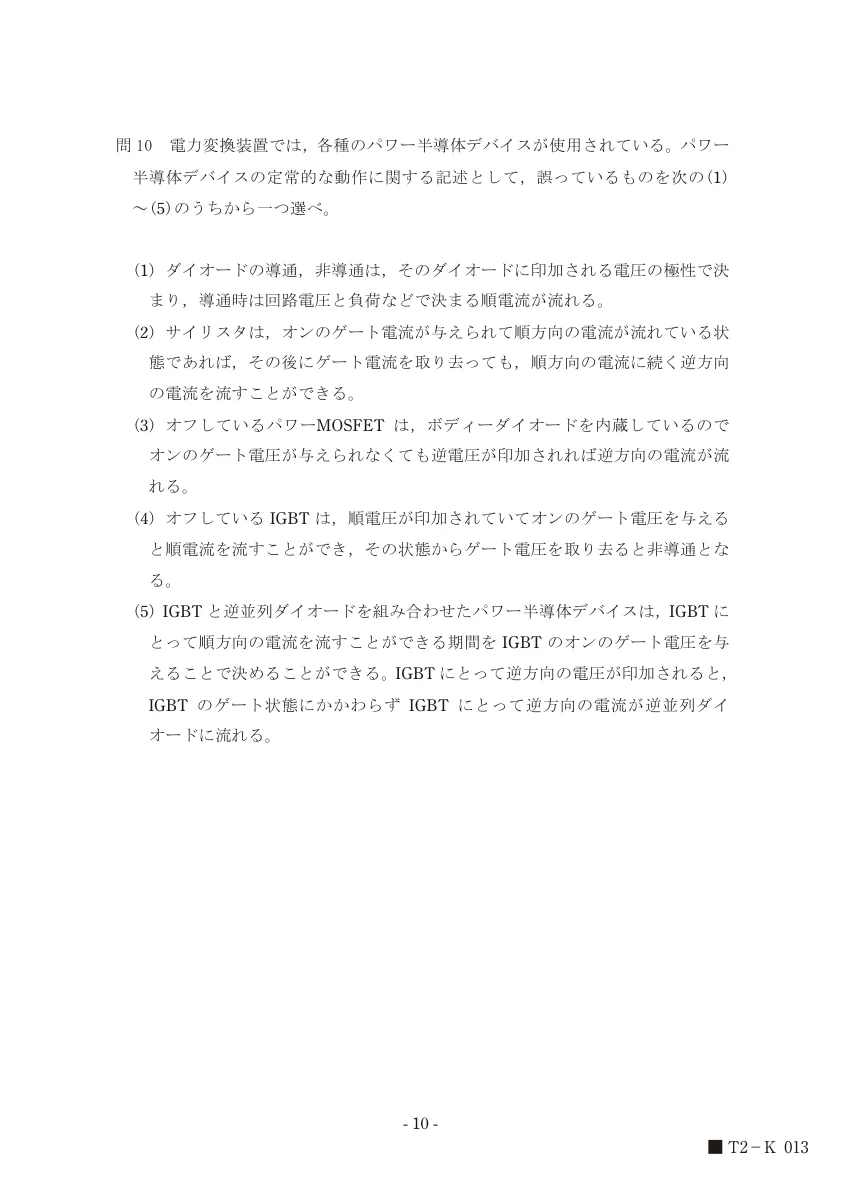 問 10　電力変換装置では，各種のパワー半導体デバイスが使用されている。パワー
半導体デバイスの定常的な動作に関する記述として，誤っているものを次の(1)
～(5)のうちから一つ選べ。
(1) ダイオードの導通，非導通は，そのダイオードに印加される電圧の極性で決
まり，導通時は回路電圧と負荷などで決まる順電流が流れる。
(2) サイリスタは，オンのゲート電流が与えられて順方向の電流が流れている状
態であれば，その後にゲート電流を取り去っても，順方向の電流に続く逆方向
の電流を流すことができる。
(3) オフしているパワーMOSFET は，ボディーダイオードを内蔵しているので
オンのゲート電圧が与えられなくても逆電圧が印加されれば逆方向の電流が流
れる。
(4) オフしている IGBT は，順電圧が印加されていてオンのゲート電圧を与える
と順電流を流すことができ，その状態からゲート電圧を取り去ると非導通とな
る。
(5) IGBT と逆並列ダイオードを組み合わせたパワー半導体デバイスは，IGBT に
とって順方向の電流を流すことができる期間を IGBT のオンのゲート電圧を与
えることで決めることができる。IGBT にとって逆方向の電圧が印加されると，
IGBT のゲート状態にかかわらず IGBT にとって逆方向の電流が逆並列ダイ
オードに流れる。
- 10 -
■ T2－K 013